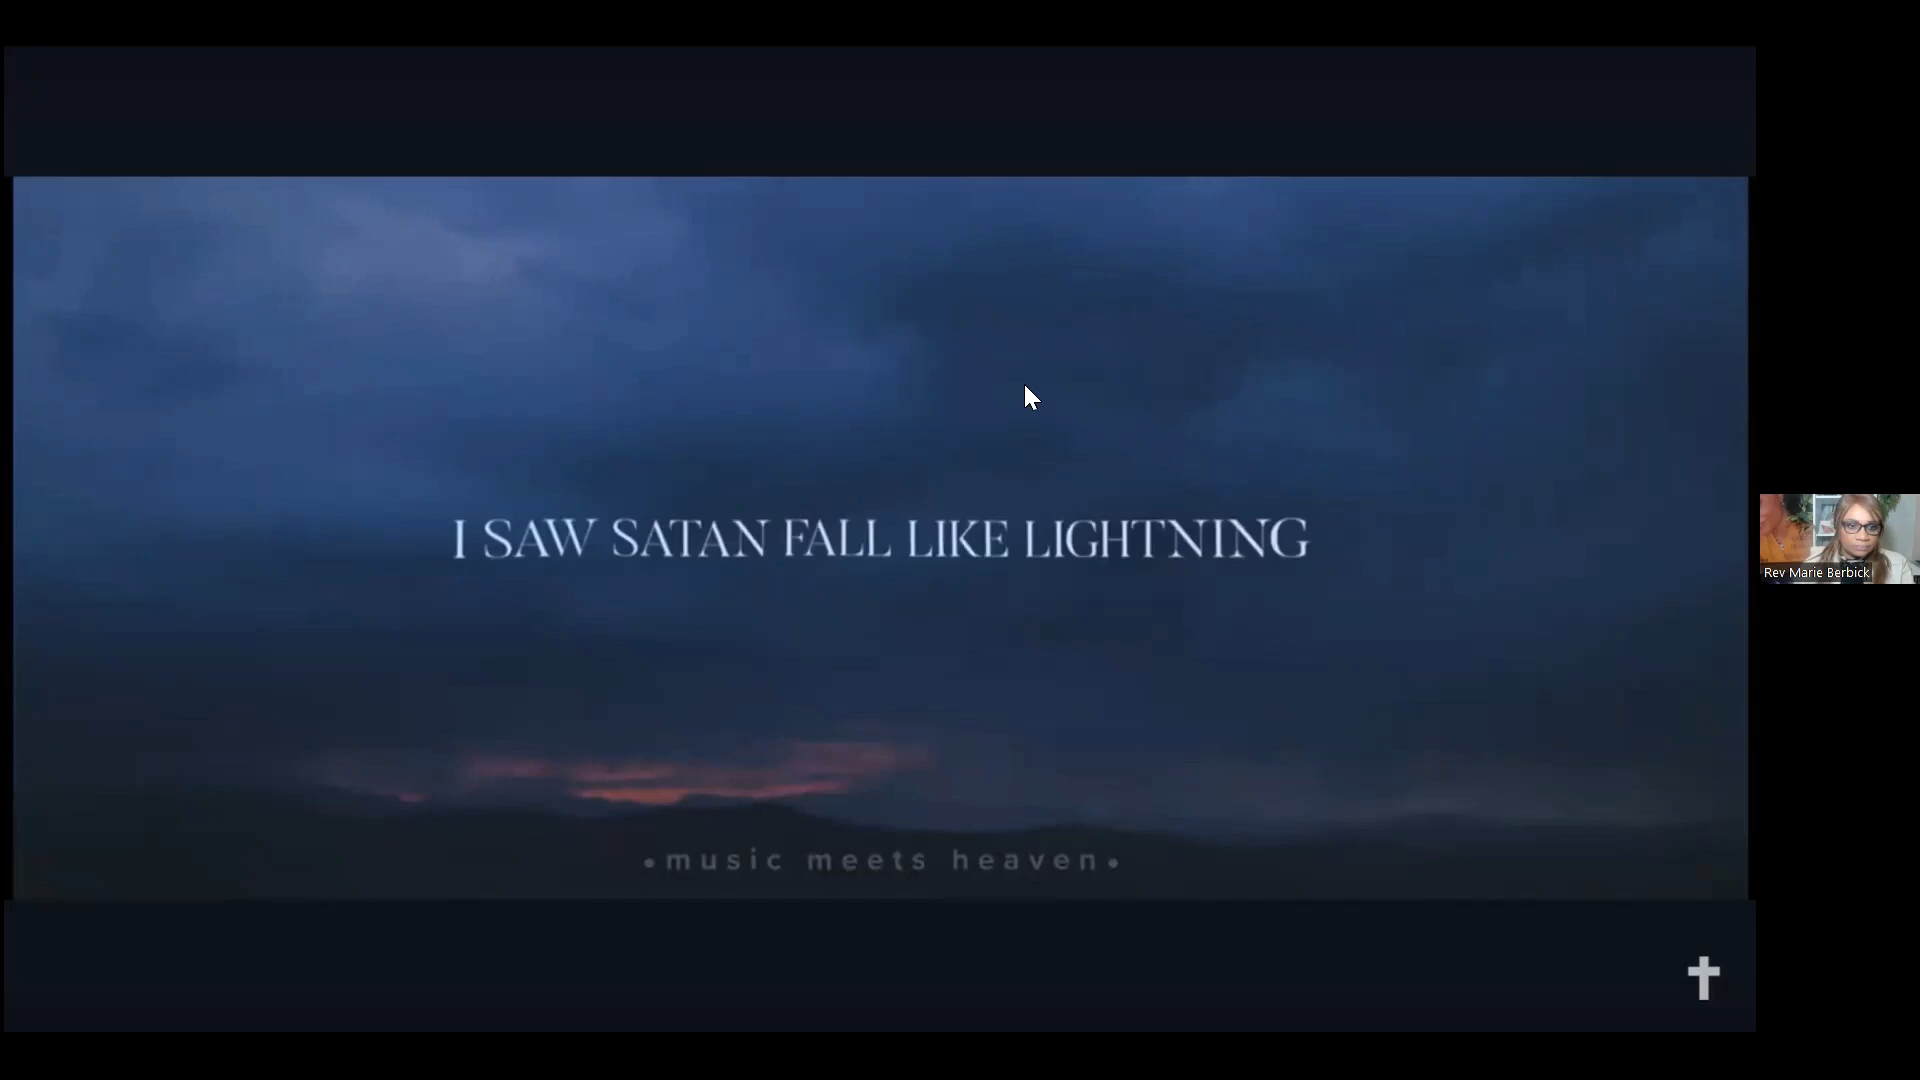 I SAW SATAN FALL LIKE LIGHTNING
Rev Marie Berbick
•music meets heaven•